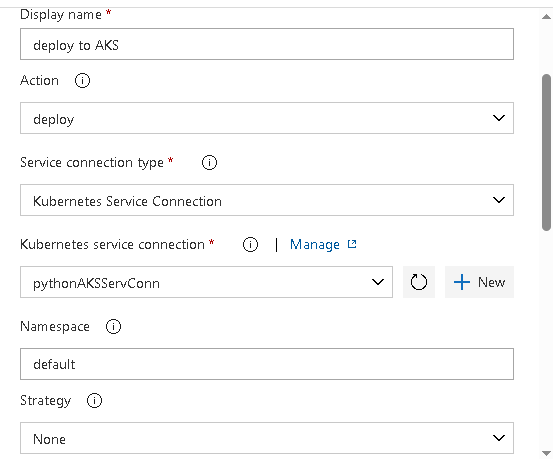 Display name *
deploy to AKS
Action
deploy
Service connection type *
Kubernetes Service Connection
Kubernetes service connection * | Manage
pythonAKSServConn New
Namespace
default
Strategy
None